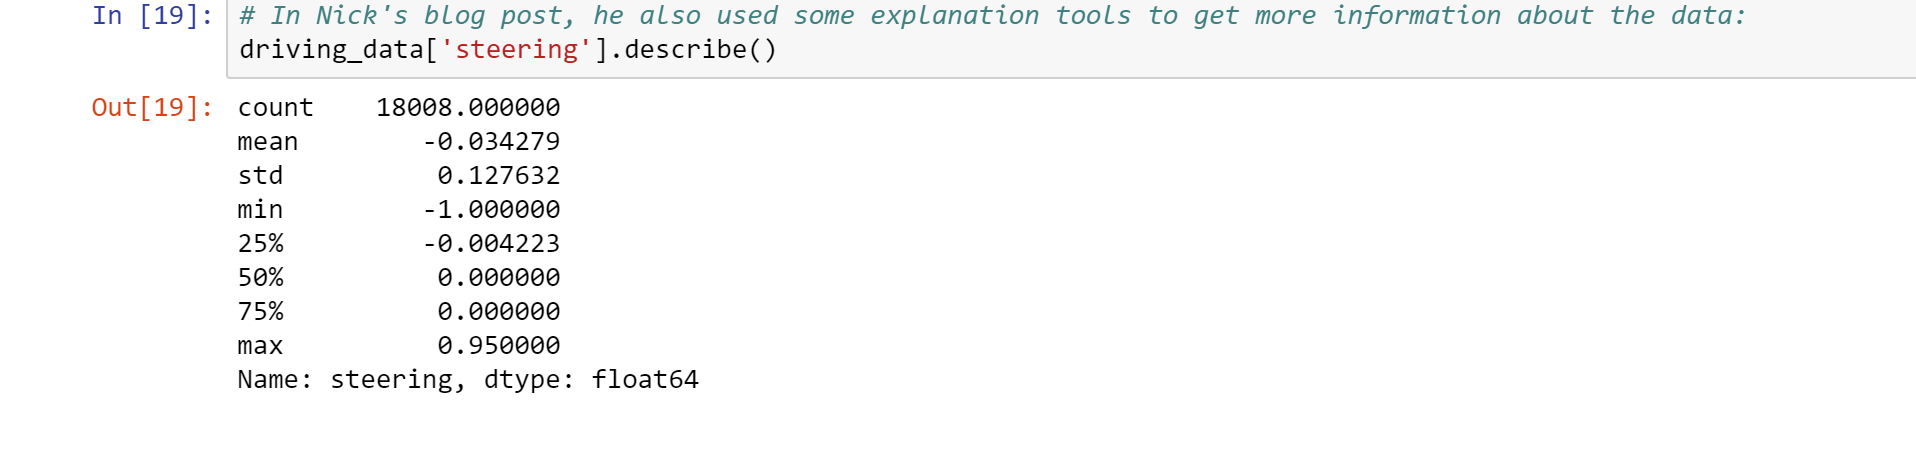 In [19]: # In Nick's blog post, he also used some explanation tools to get more information about the data:
driving_data['steering'].describe()
Out[19]: count    18008.000000
mean        -0.034279
std          0.127632
min         -1.000000
25%         -0.004223
50%          0.000000
75%          0.000000
max          0.950000
Name: steering, dtype: float64